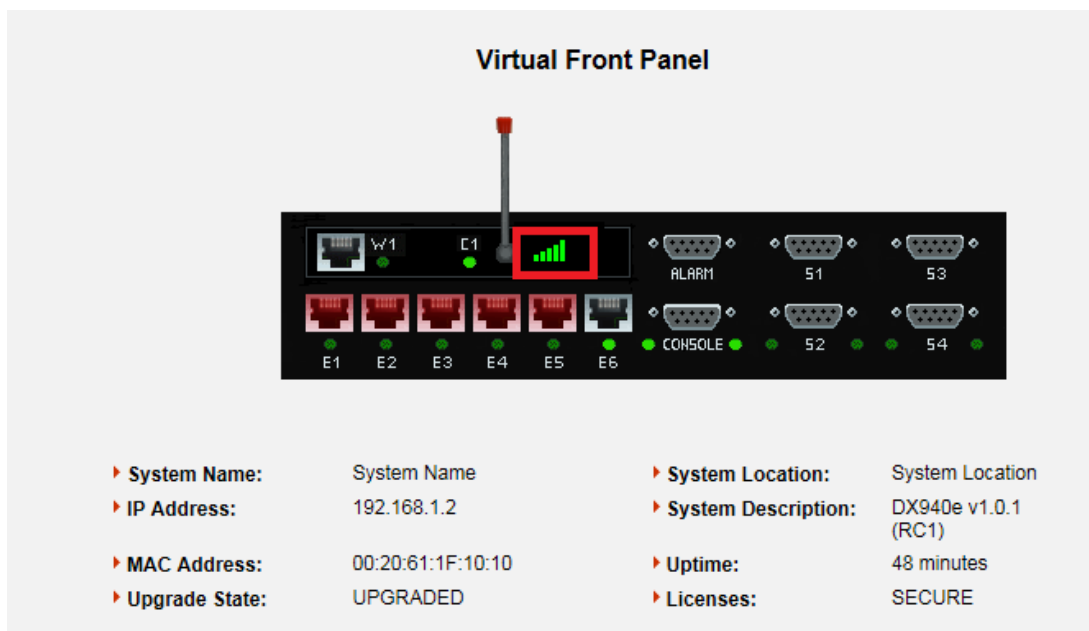 Virtual Front Panel
W1 C1
ALARM S1 S3
CONSOLE S2 S4
E1 E2 E3 E4 E5 E6
System Name: System Name System Location: System Location
IP Address: 192.168.1.2 System Description: DX940e v1.0.1
(RC1)
MAC Address: 00:20:61:1F:10:10 Uptime: 48 minutes
Upgrade State: UPGRADED Licenses: SECURE